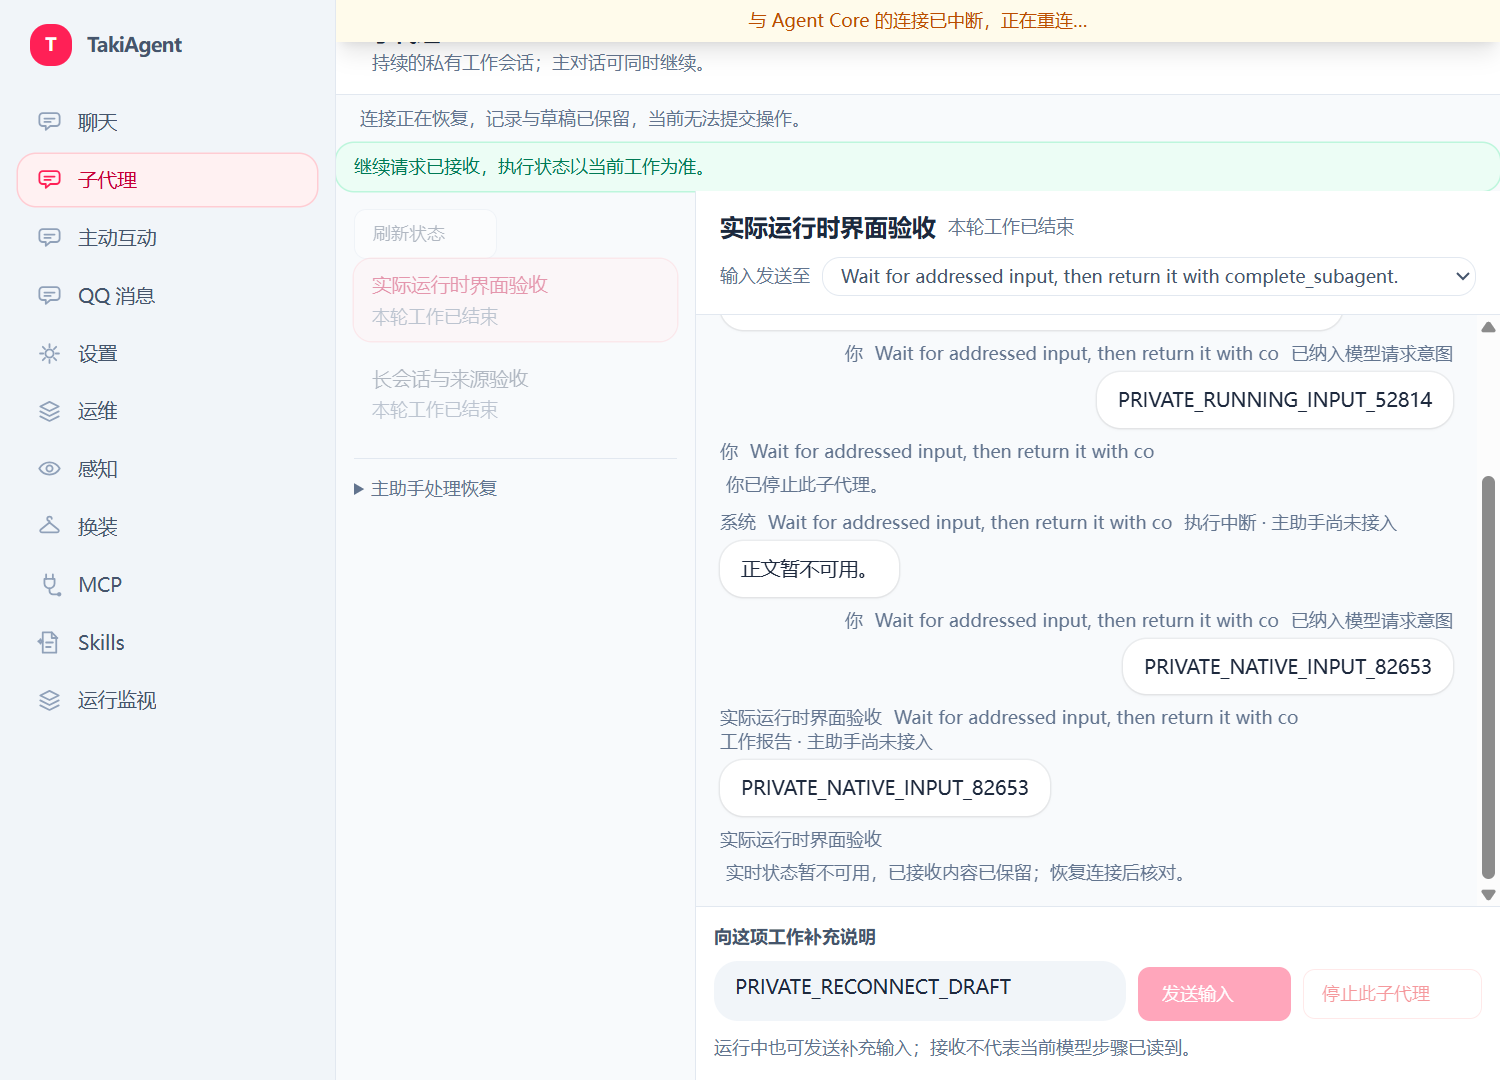 与 Agent Core 的连接已中断，正在重连...
T
TakiAgent
聊天
子代理
主动互动
QQ 消息
设置
运维
感知
换装
MCP
Skills
运行监视
持续的私有工作会话；主对话可同时继续。
连接正在恢复，记录与草稿已保留，当前无法提交操作。
继续请求已接收，执行状态以当前工作为准。
刷新状态
实际运行时界面验收
本轮工作已结束
长会话与来源验收
本轮工作已结束
主助手处理恢复
实际运行时界面验收 本轮工作已结束
输入发送至 Wait for addressed input, then return it with complete_subagent.
你 Wait for addressed input, then return it with co 已纳入模型请求意图
PRIVATE_RUNNING_INPUT_52814
你 Wait for addressed input, then return it with co
你已停止此子代理。
系统 Wait for addressed input, then return it with co 执行中断 · 主助手尚未接入
正文暂不可用。
你 Wait for addressed input, then return it with co 已纳入模型请求意图
PRIVATE_NATIVE_INPUT_82653
实际运行时界面验收 Wait for addressed input, then return it with co
工作报告 · 主助手尚未接入
PRIVATE_NATIVE_INPUT_82653
实际运行时界面验收
实时状态暂不可用，已接收内容已保留；恢复连接后核对。
向这项工作补充说明
PRIVATE_RECONNECT_DRAFT
发送输入
停止此子代理
运行中也可发送补充输入；接收不代表当前模型步骤已读到。